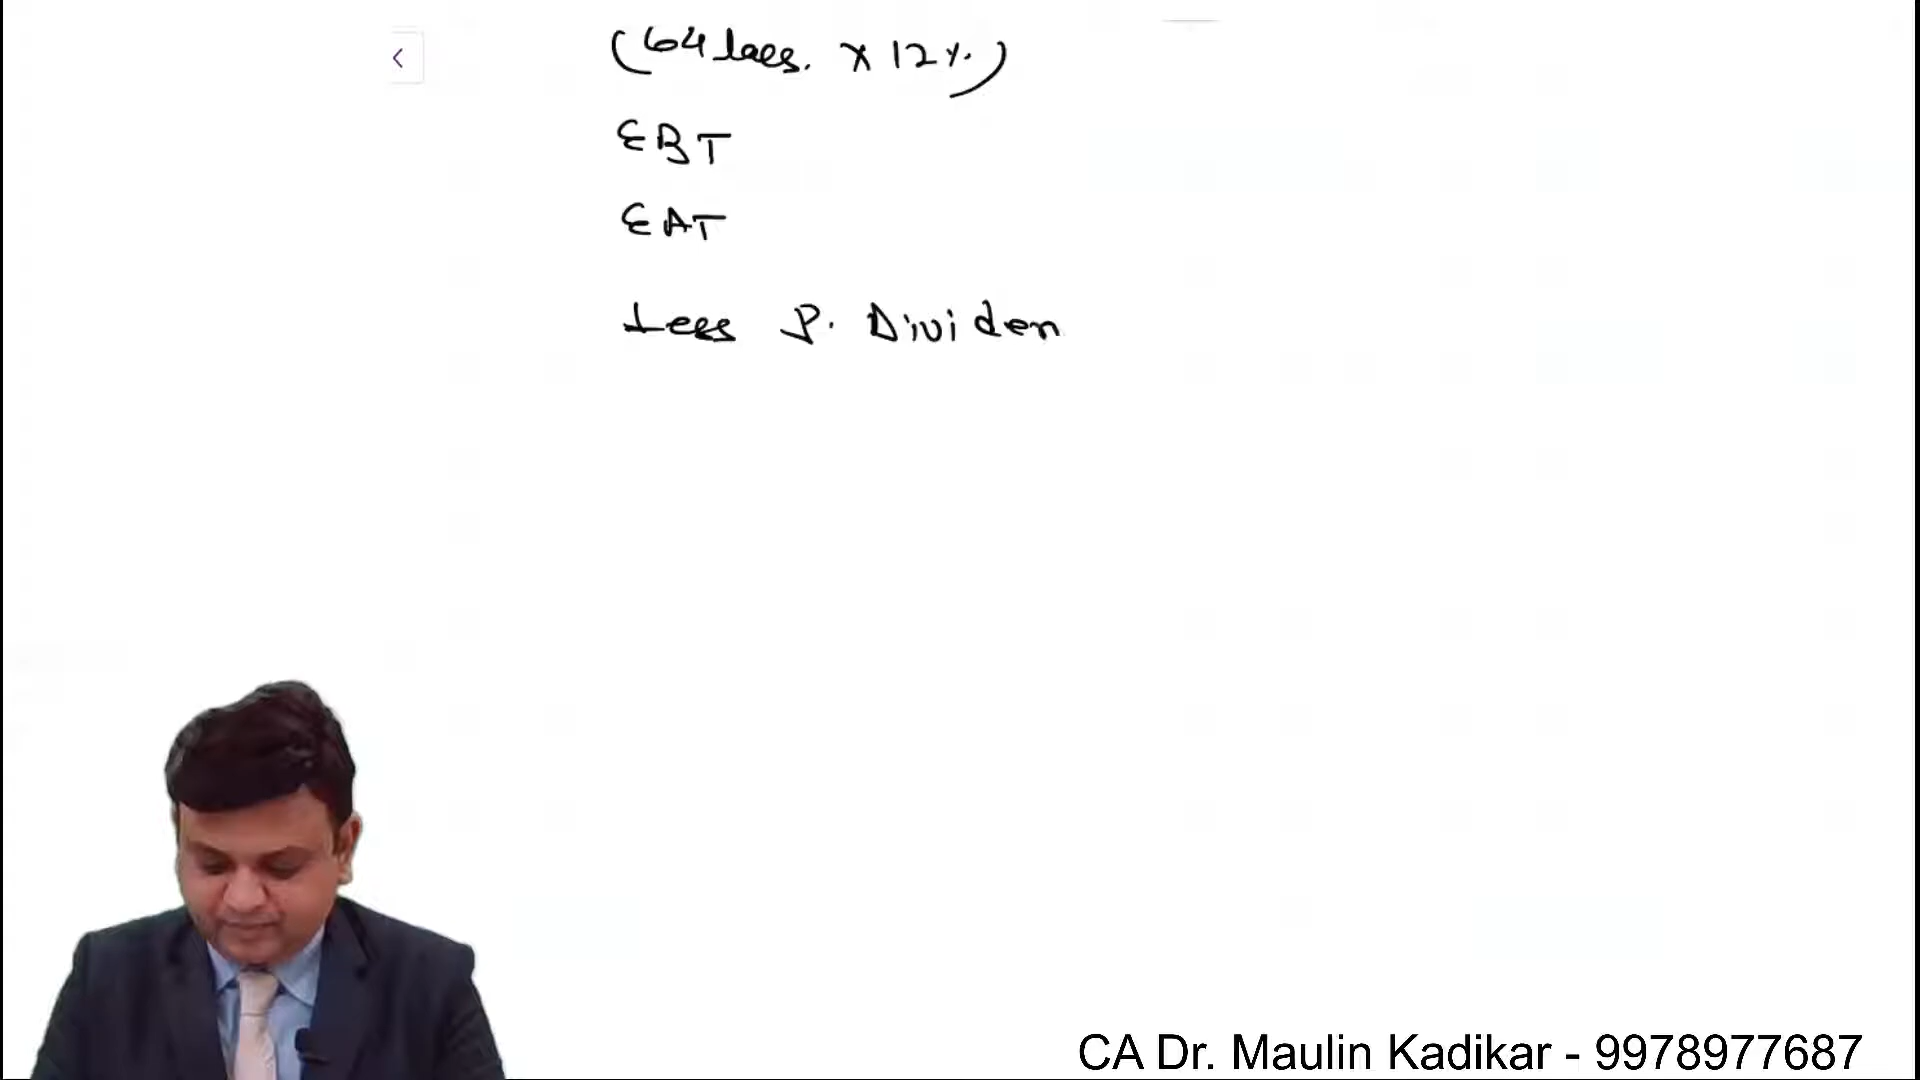 (64 lacs. x 12%)
EBT
EAT
Less P. Dividen
CA Dr. Maulin Kadikar - 9978977687